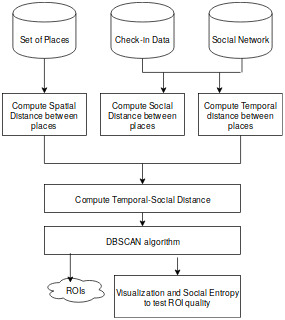 Set of Places
Check-in Data
Social Network
Compute Spatial
Distance between
places
Compute Social
Distance between
places
Compute Temporal
distance between
places
Compute Temporal-Social Distance
DBSCAN algorithm
ROIs
Visualization and Social Entropy
to test ROI quality